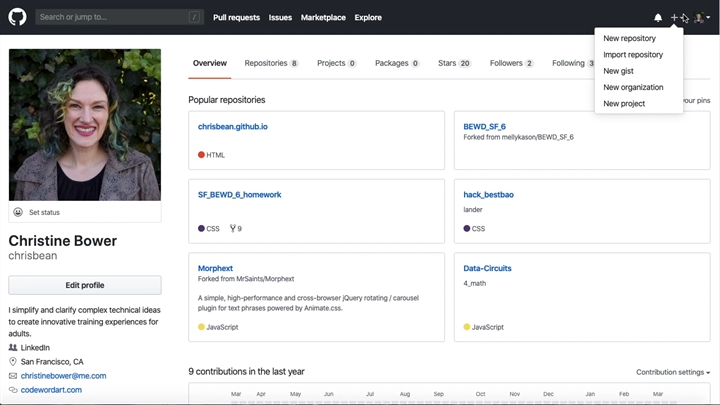 Search or jump to... /
Pull requests Issues Marketplace Explore
New repository
Import repository
New gist
New organization
New project
Overview Repositories 8 Projects 0 Packages 0 Stars 20 Followers 2 Following 3
Popular repositories
your pins
chrisbean.github.io
HTML
BEWD_SF_6
Forked from mellykason/BEWD_SF_6
SF_BEWD_6_homework
CSS 9
hack_bestbao
lander
CSS
Morphext
Forked from MrSaints/Morphext
A simple, high-performance and cross-browser jQuery rotating / carousel
plugin for text phrases powered by Animate.css.
JavaScript
Data-Circuits
4_math
JavaScript
Set status
Christine Bower
chrisbean
Edit profile
I simplify and clarify complex technical ideas
to create innovative training experiences for
adults.
LinkedIn
San Francisco, CA
christinebower@me.com
codewordart.com
9 contributions in the last year
Contribution settings
Mar Apr May Jun Jul Aug Sep Oct Nov Dec Jan Feb Mar